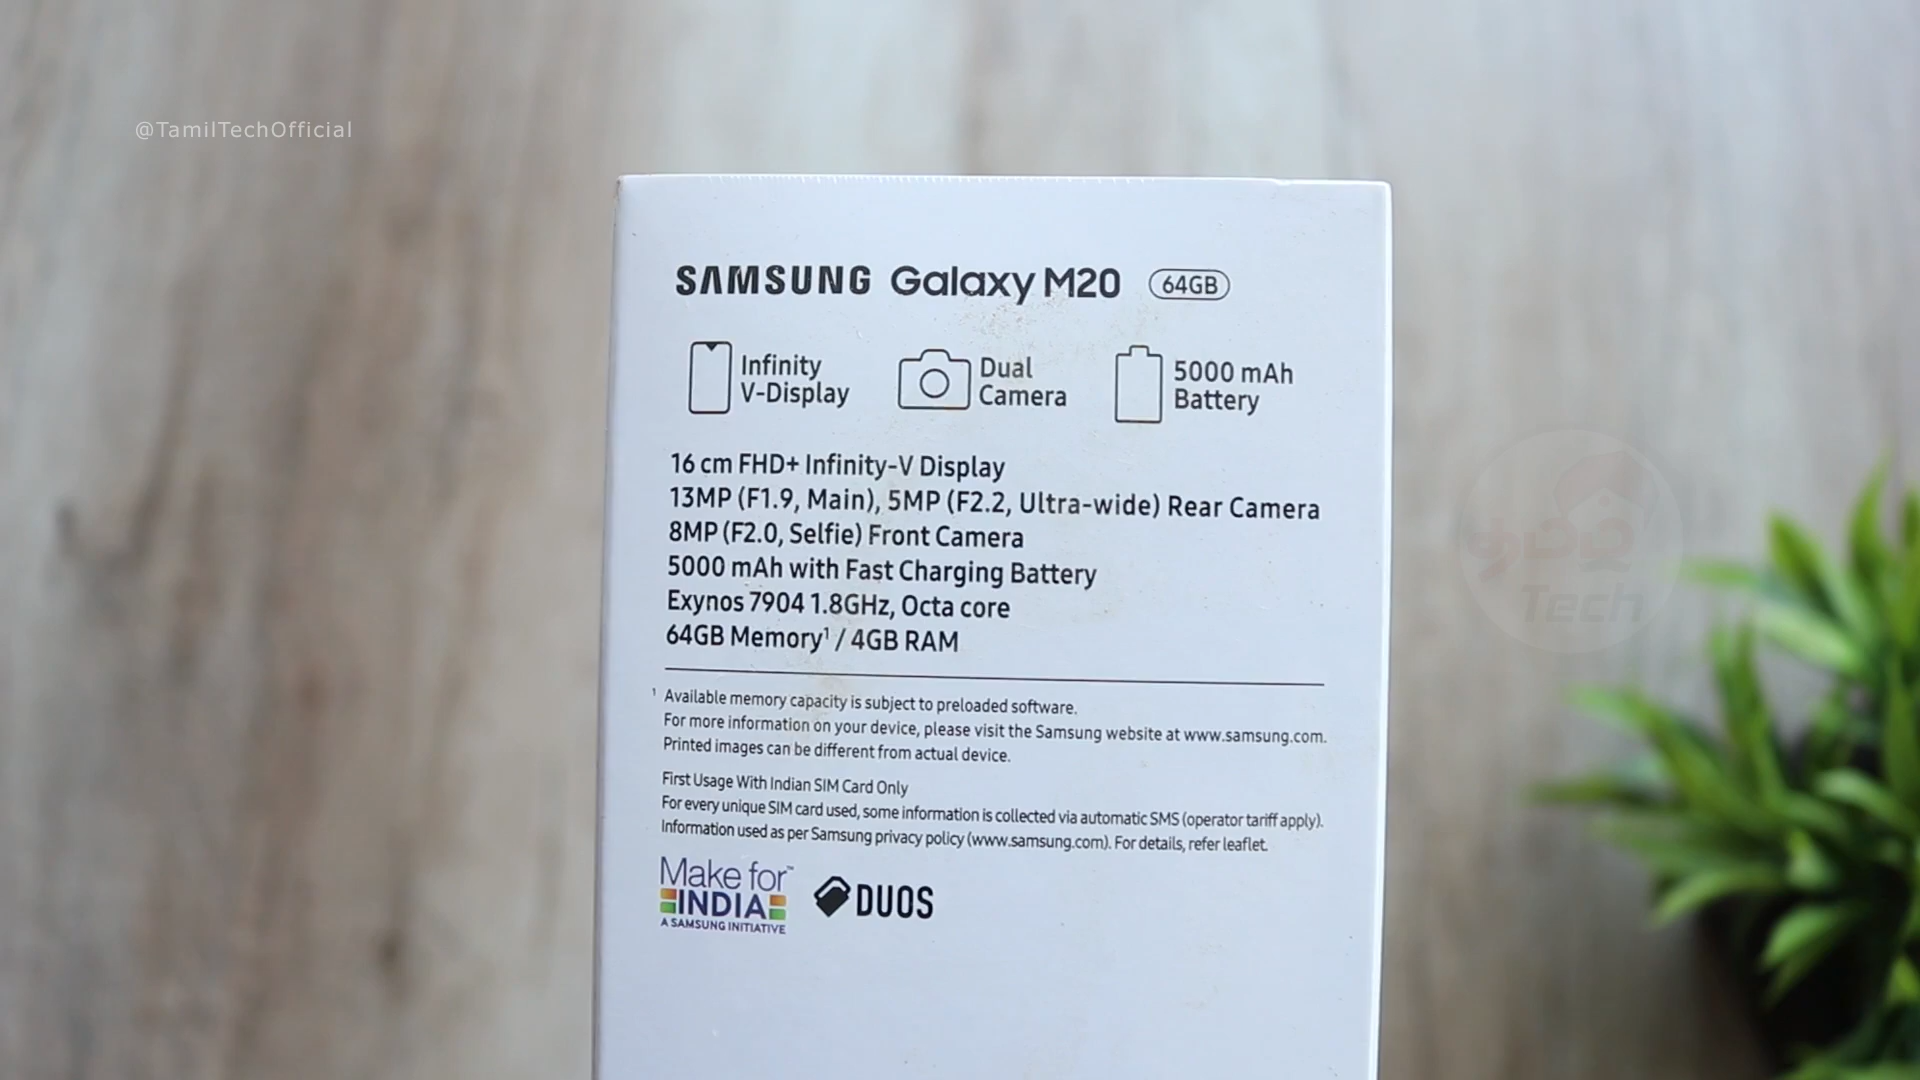 @TamilTechOfficial
SAMSUNG Galaxy M20 64GB
Infinity
V-Display
Dual
Camera
5000 mAh
Battery
16 cm FHD+ Infinity-V Display
13MP (F1.9, Main), 5MP (F2.2, Ultra-wide) Rear Camera
8MP (F2.0, Selfie) Front Camera
5000 mAh with Fast Charging Battery
Exynos 7904 1.8GHz, Octa core
64GB Memory¹ / 4GB RAM
¹ Available memory capacity is subject to preloaded software.
For more information on your device, please visit the Samsung website at www.samsung.com.
Printed images can be different from actual device.
First Usage With Indian SIM Card Only
For every unique SIM card used, some information is collected via automatic SMS (operator tariff apply).
Information used as per Samsung privacy policy (www.samsung.com). For details, refer leaflet.
Make for™
INDIA
A SAMSUNG INITIATIVE
DUOS
Tech